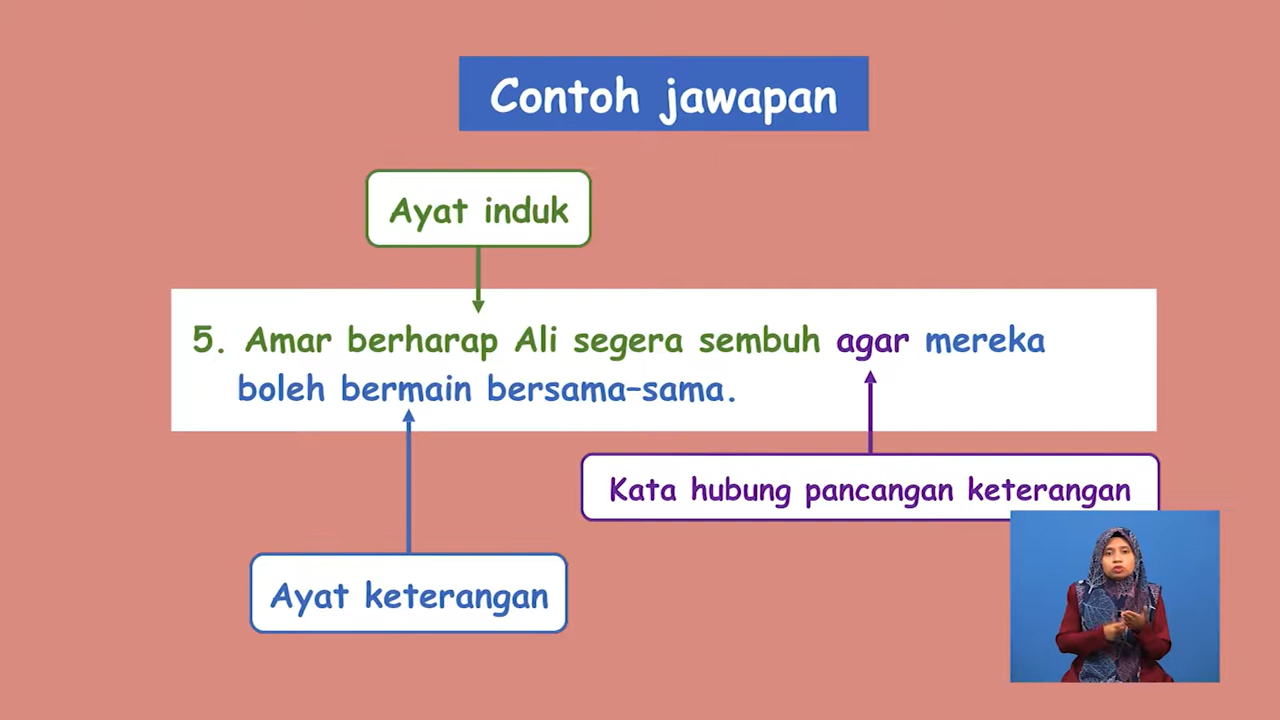 Contoh jawapan
Ayat induk
5. Amar berharap Ali segera sembuh agar mereka
boleh bermain bersama-sama.
Kata hubung pancangan keterangan
Ayat keterangan